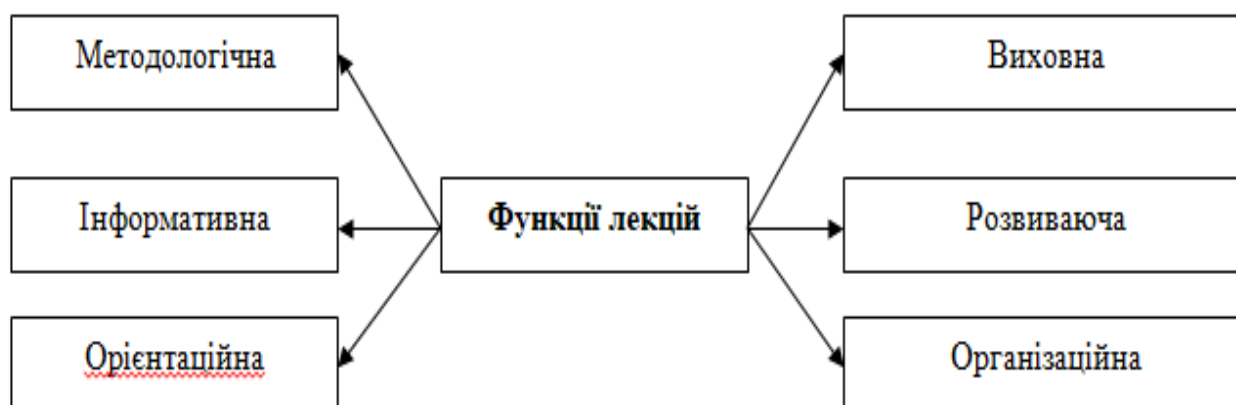 Методологічна
Виховна
Інформативна
Функції лекцій
Розвиваюча
Орієнтаційна
Організаційна